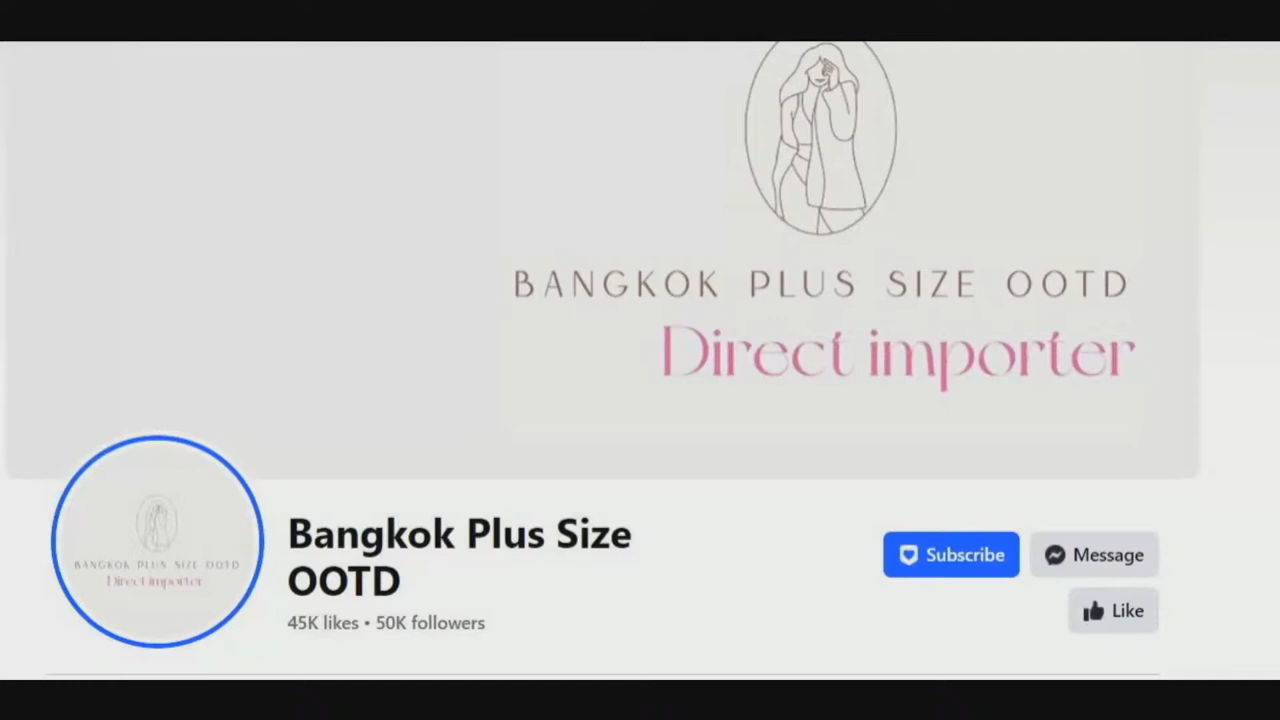 BANGKOK PLUS SIZE OOTD
Direct importer
BANGKOK PLUS SIZE OOTD
Direct importer
Bangkok Plus Size
OOTD
45K likes • 50K followers
Subscribe
Message
Like